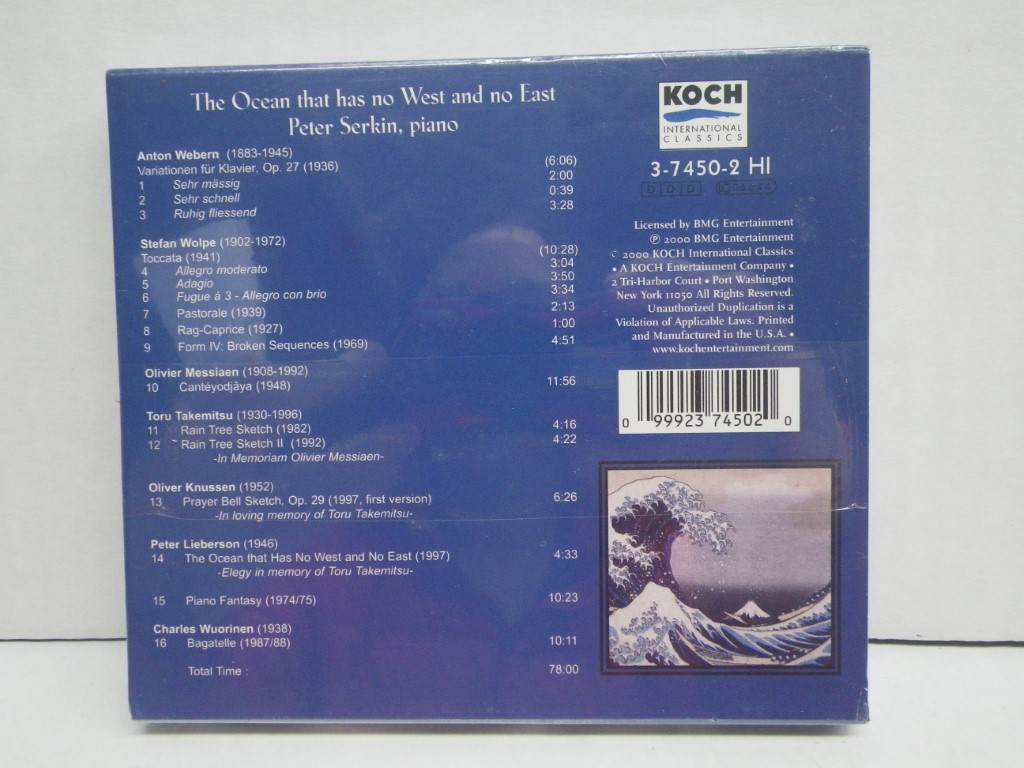 The Ocean that has no West and no East
Peter Serkin, piano
Anton Webern (1883-1945)
Variationen für Klavier, Op. 27 (1936) (6:06)
1 Sehr mässig 2:00
2 Sehr schnell 0:39
3 Ruhig fliessend 3:28
Stefan Wolpe (1902-1972)
Toccata (1941) (10:28)
4 Allegro moderato 3:04
5 Adagio 3:50
6 Fugue à 3 - Allegro con brio 3:34
7 Pastorale (1939) 2:13
8 Rag-Caprice (1927) 1:00
9 Form IV: Broken Sequences (1969) 4:51
Olivier Messiaen (1908-1992)
10 Cantéyodjâya (1948) 11:56
Toru Takemitsu (1930-1996)
11 Rain Tree Sketch (1982) 4:16
12 Rain Tree Sketch II (1992) 4:22
-In Memoriam Olivier Messiaen-
Oliver Knussen (1952)
13 Prayer Bell Sketch, Op. 29 (1997, first version) 6:26
-In loving memory of Toru Takemitsu-
Peter Lieberson (1946)
14 The Ocean that Has No West and No East (1997) 4:33
-Elegy in memory of Toru Takemitsu-
15 Piano Fantasy (1974/75) 10:23
Charles Wuorinen (1938)
16 Bagatelle (1987/88) 10:11
Total Time : 78:00
KOCH
INTERNATIONAL
CLASSICS
3-7450-2 HI
D D D
Licensed by BMG Entertainment
℗ 2000 BMG Entertainment
© 2000 KOCH International Classics
• A KOCH Entertainment Company •
2 Tri-Harbor Court • Port Washington
New York 11050 All Rights Reserved.
Unauthorized Duplication is a
Violation of Applicable Laws. Printed
and Manufactured in the U.S.A. •
www.kochentertainment.com
0 99923 74502 0